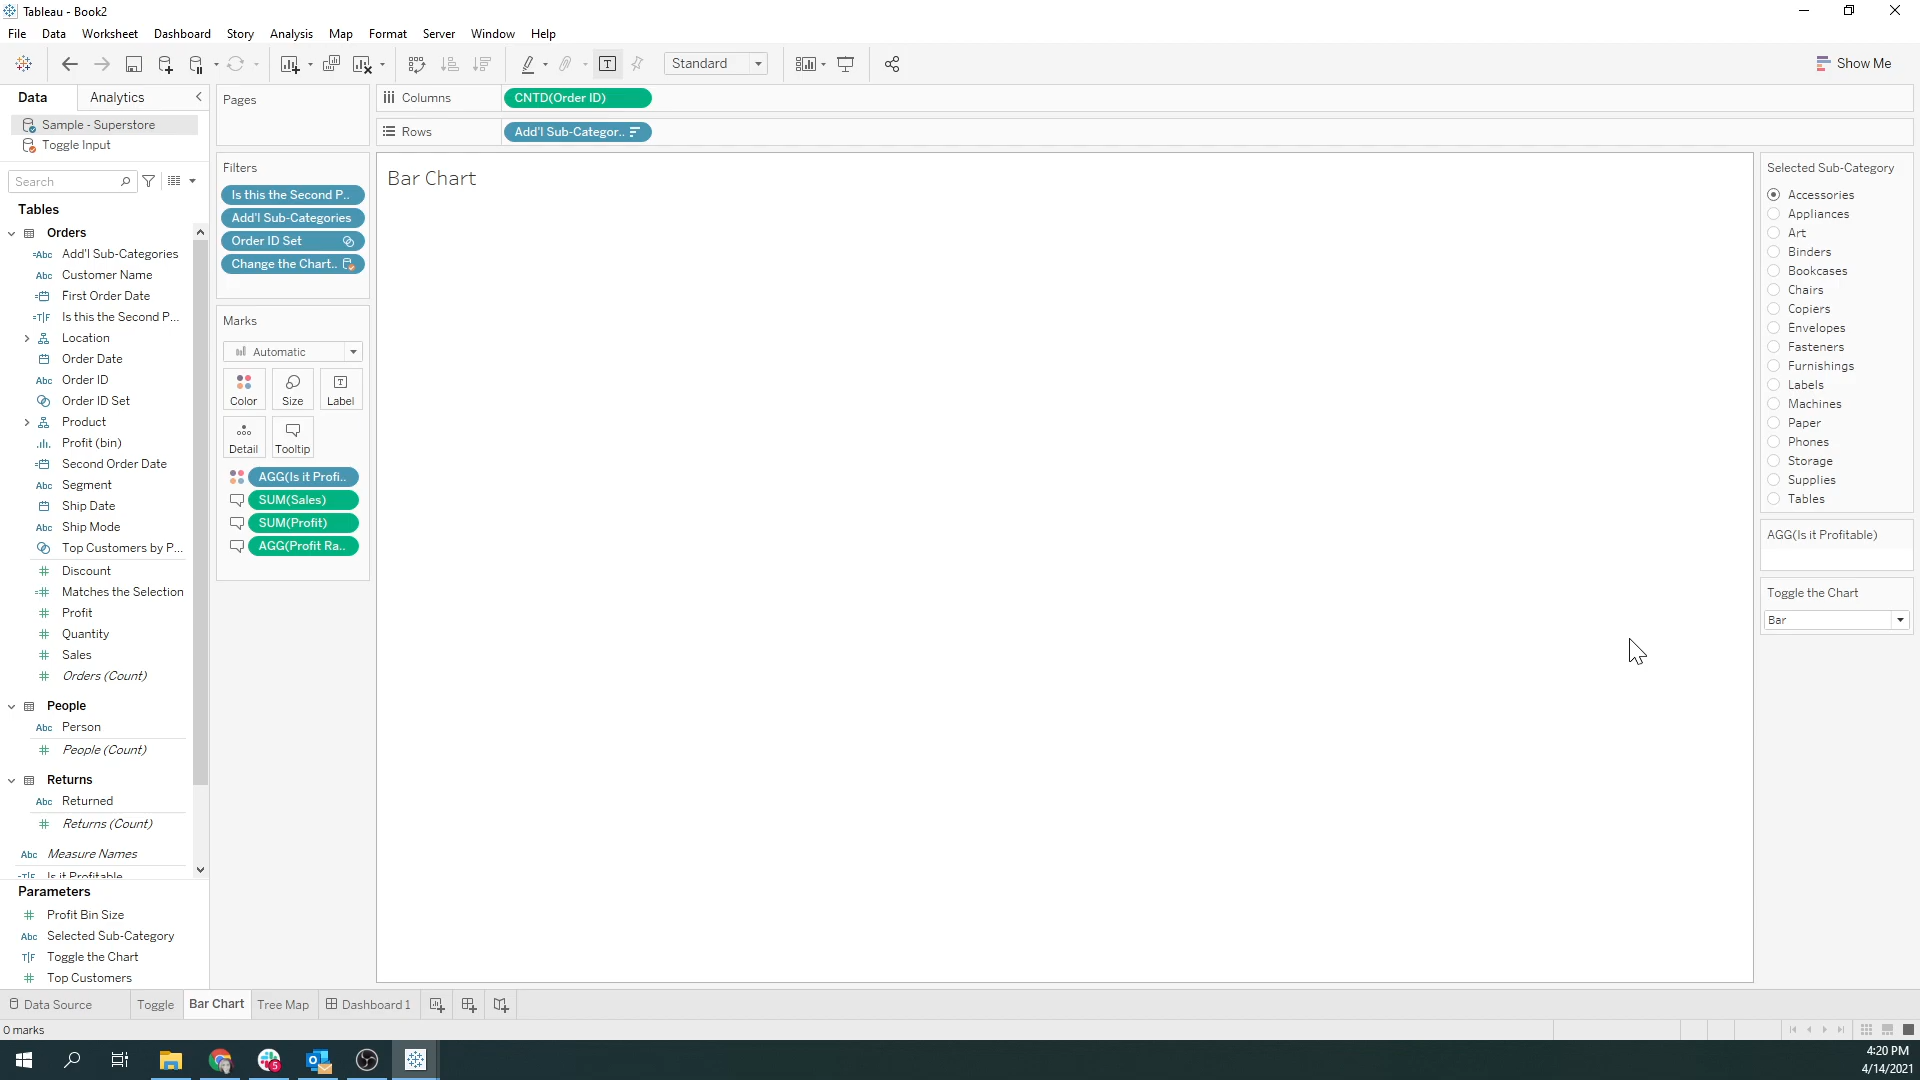 Tableau - Book2
File Data Worksheet Dashboard Story Analysis Map Format Server Window Help
Standard
Show Me
Data Analytics
Sample - Superstore
Toggle Input
Search
Tables
Orders
Add'l Sub-Categories
Customer Name
First Order Date
Is this the Second P...
Location
Order Date
Order ID
Order ID Set
Product
Profit (bin)
Second Order Date
Segment
Ship Date
Ship Mode
Top Customers by P...
Discount
Matches the Selection
Profit
Quantity
Sales
Orders (Count)
People
Person
People (Count)
Returns
Returned
Returns (Count)
Measure Names
Is it Profitable
Parameters
Profit Bin Size
Selected Sub-Category
Toggle the Chart
Top Customers
Pages
Filters
Is this the Second P..
Add'l Sub-Categories
Order ID Set
Change the Chart..
Marks
Automatic
Color Size Label
Detail Tooltip
AGG(Is it Profi..
SUM(Sales)
SUM(Profit)
AGG(Profit Ra..
Columns CNTD(Order ID)
Rows Add'l Sub-Categor..
Bar Chart
Selected Sub-Category
Accessories
Appliances
Art
Binders
Bookcases
Chairs
Copiers
Envelopes
Fasteners
Furnishings
Labels
Machines
Paper
Phones
Storage
Supplies
Tables
AGG(Is it Profitable)
Toggle the Chart
Bar
Data Source Toggle Bar Chart Tree Map Dashboard 1
0 marks
5
4:20 PM
4/14/2021